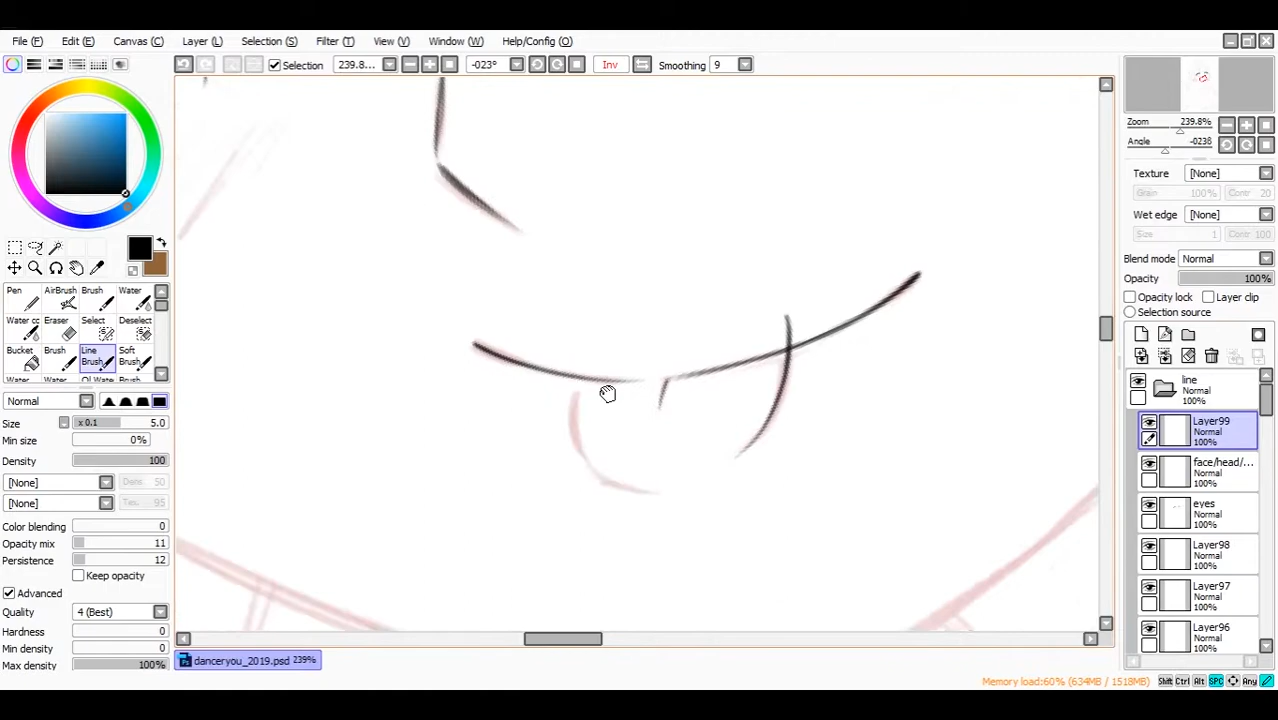 File (F) Edit (E) Canvas (C) Layer (L) Selection (S) Filter (T) View (V) Window (W) Help/Config (O)
Selection 239.8... -023° Inv Smoothing 9
Zoom 239.8%
Angle -0238
Texture [None]
Grain 100% Contr 20
Wet edge [None]
Size 1 Contr 100
Blend mode Normal
Opacity 100%
Opacity lock Layer clip
Selection source
Pen AirBrush Brush Water
Water cc Eraser Select Deselect
Bucket Brush Line Brush Soft Brush
Normal
Size x 0.1 5.0
Min size 0%
Density 100
[None] Dens 50
[None] 95
Color blending 0
Opacity mix 11
Persistence 12
Keep opacity
Advanced
Quality 4 (Best)
Hardness 0
Min density 0
Max density 100%
line
Normal
100%
Layer99
Normal
100%
face/head/...
Normal
100%
eyes
Normal
100%
Layer98
Normal
100%
Layer97
Normal
100%
Layer96
Normal
100%
danceryou_2019.psd 239%
Memory load:60% (634MB / 1518MB) Shift Ctrl Alt SPC Any